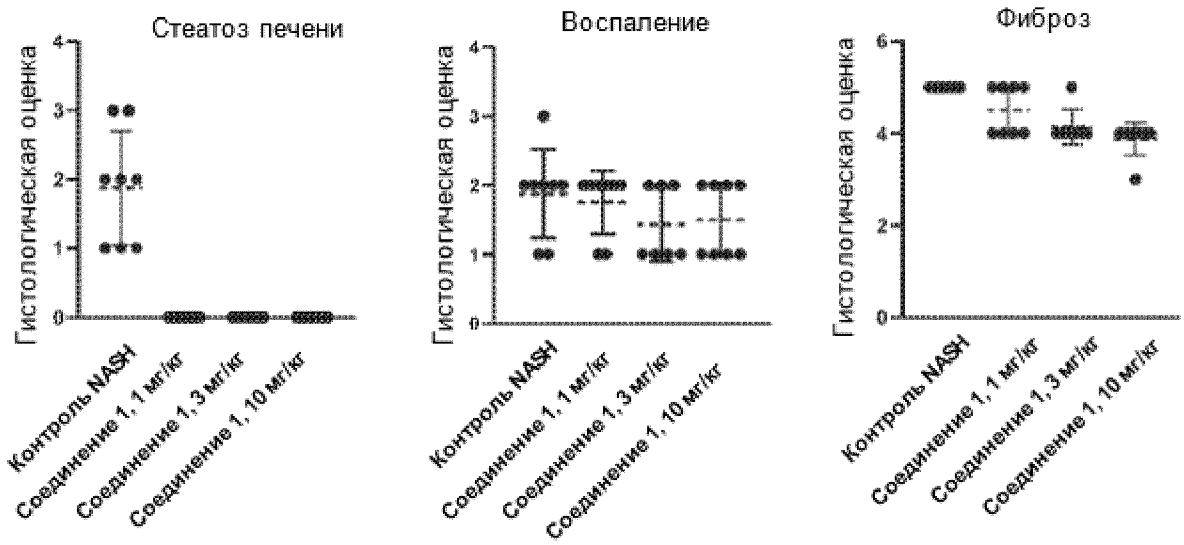 Стеатоз печени
Гистологическая оценка
4
3
2
1
0
Контроль NASH
Соединение 1, 1 мг/кг
Соединение 1, 3 мг/кг
Соединение 1, 10 мг/кг
Воспаление
Гистологическая оценка
4
3
2
1
0
Контроль NASH
Соединение 1, 1 мг/кг
Соединение 1, 3 мг/кг
Соединение 1, 10 мг/кг
Фиброз
Гистологическая оценка
6
4
2
0
Контроль NASH
Соединение 1, 1 мг/кг
Соединение 1, 3 мг/кг
Соединение 1, 10 мг/кг